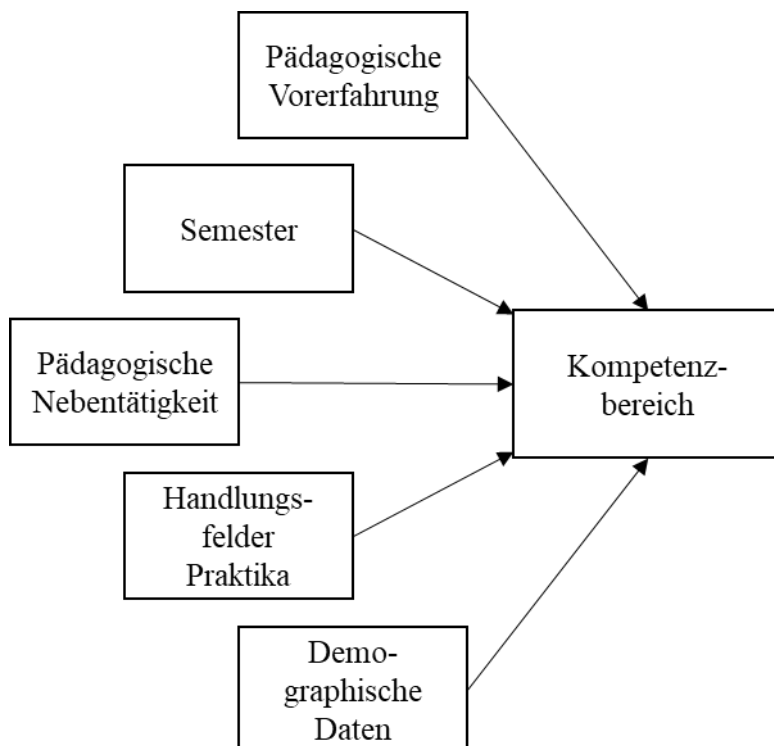 Pädagogische
Vorerfahrung
Semester
Pädagogische
Nebentätigkeit
Kompetenz-
bereich
Handlungs-
felder
Praktika
Demo-
graphische
Daten